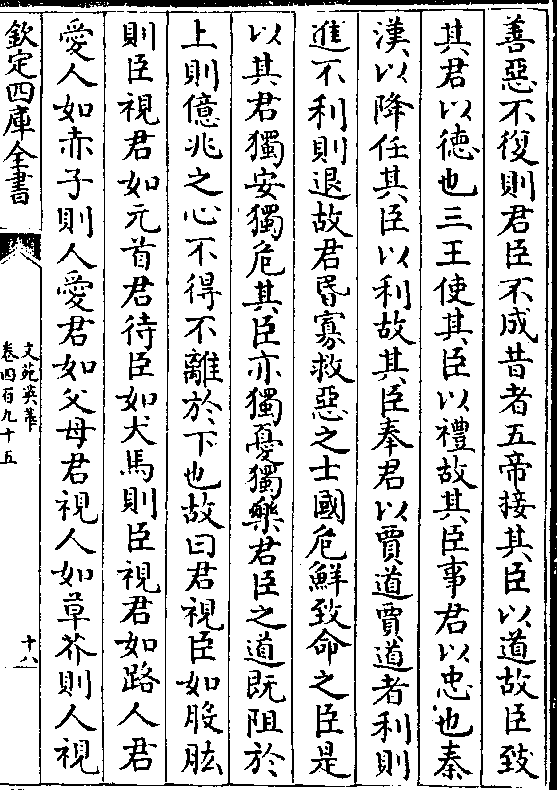 善惡不復則君臣不成昔者五帝接其臣以道故臣致
其君以德也三王使其臣以禮故其臣事君以忠也秦
漢以降任其臣以利故其臣奉君以賈道賈道者利則
進不利則退故君昬寡救惡之士國危鮮致命之臣是
以其君獨安獨危其臣亦獨憂獨樂君臣之道既阻於
上則億兆之心不得不離於下也故曰君視臣如股肱
則臣視君如元首君待臣如犬馬則臣視君如路人君
愛人如赤子則人愛君如父母君視人如草芥則人視
欽定四庫全書
文苑英華
卷四百九十五
十八